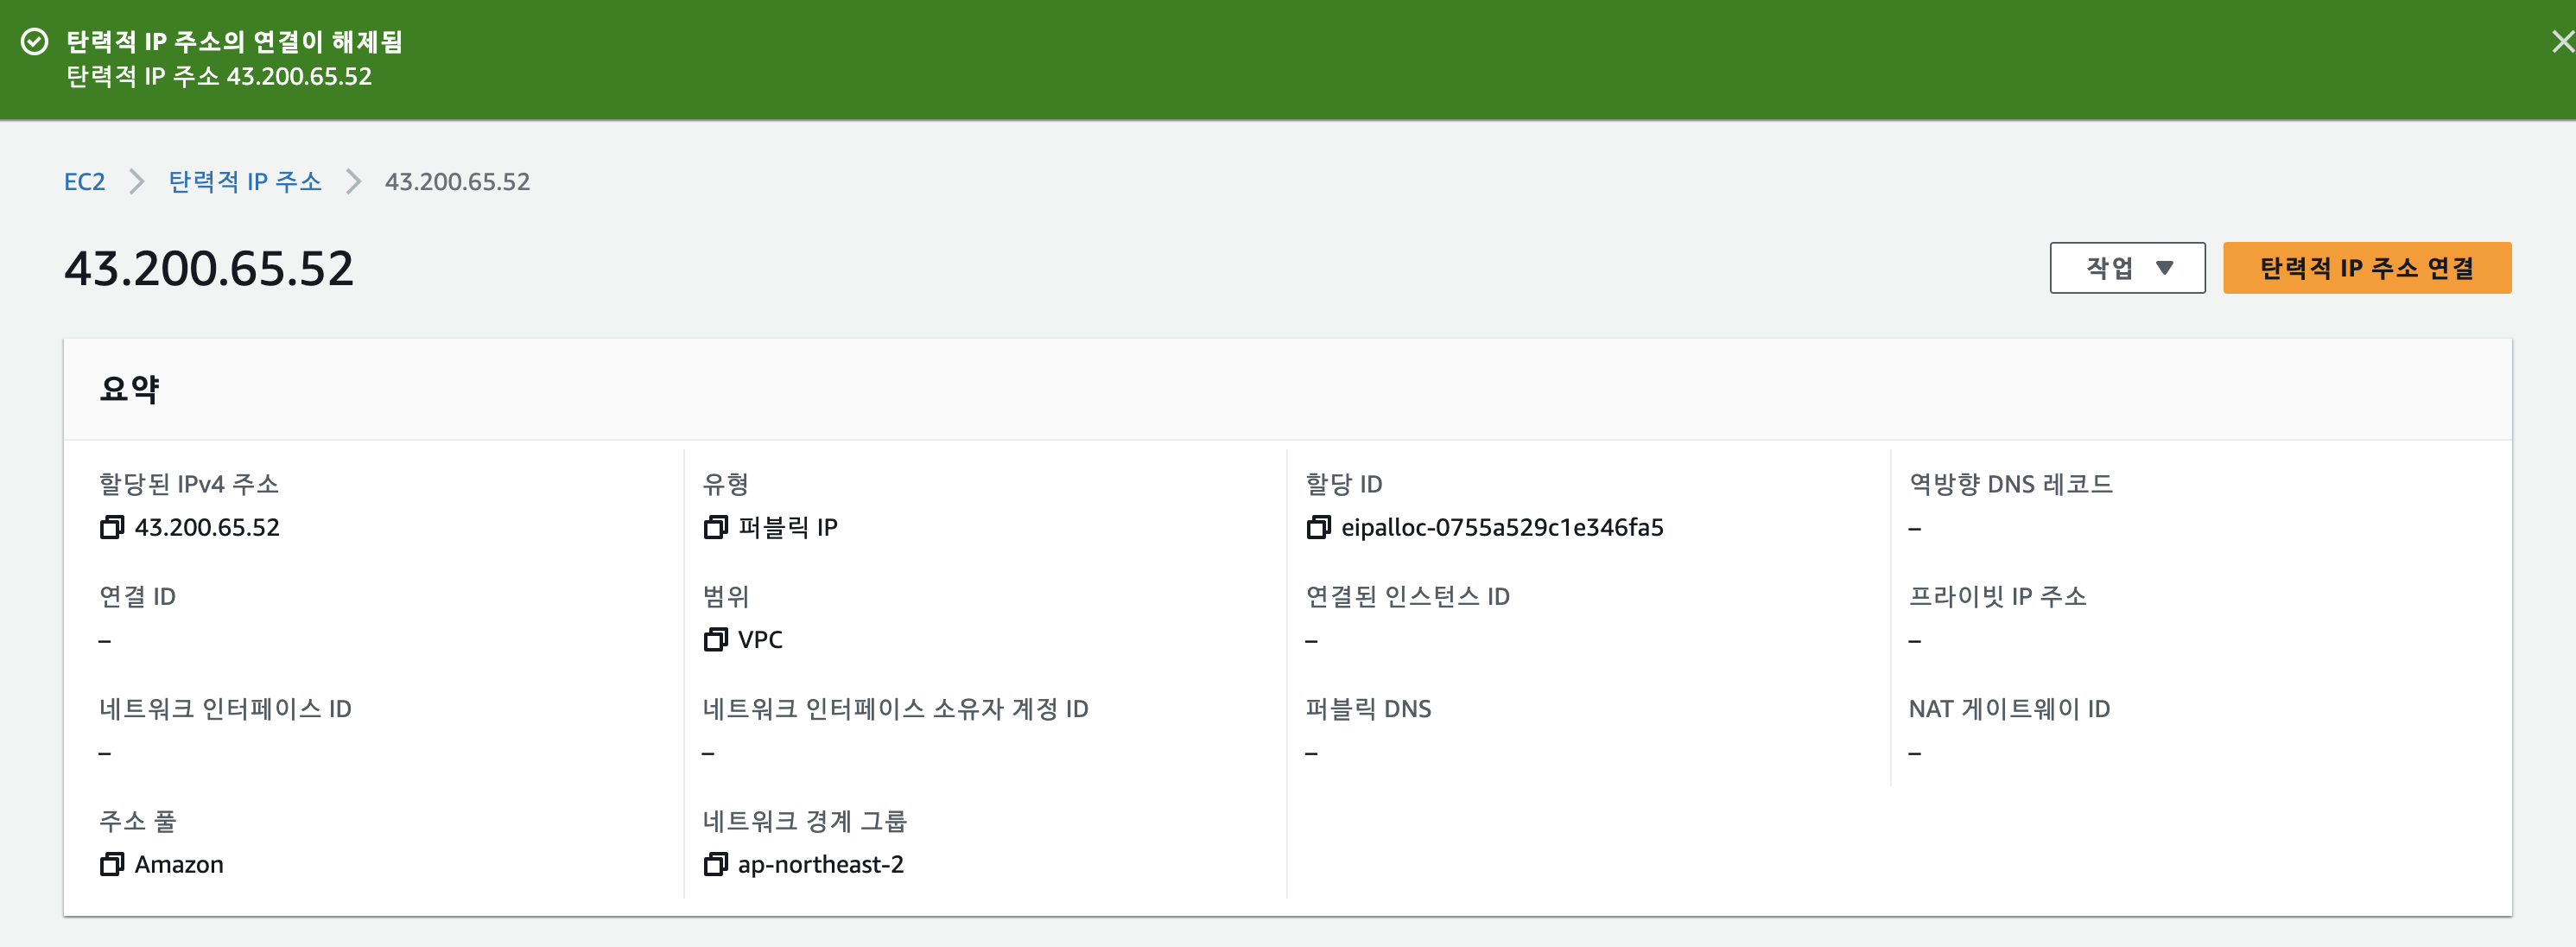 탄력적 IP 주소의 연결이 해제됨
탄력적 IP 주소 43.200.65.52
EC2 탄력적 IP 주소 43.200.65.52
43.200.65.52
작업 탄력적 IP 주소 연결
요약
할당된 IPv4 주소 유형 할당 ID 역방향 DNS 레코드
43.200.65.52 퍼블릭 IP eipalloc-0755a529c1e346fa5 –
연결 ID 범위 연결된 인스턴스 ID 프라이빗 IP 주소
– VPC – –
네트워크 인터페이스 ID 네트워크 인터페이스 소유자 계정 ID 퍼블릭 DNS NAT 게이트웨이 ID
– – – –
주소 풀 네트워크 경계 그룹
Amazon ap-northeast-2